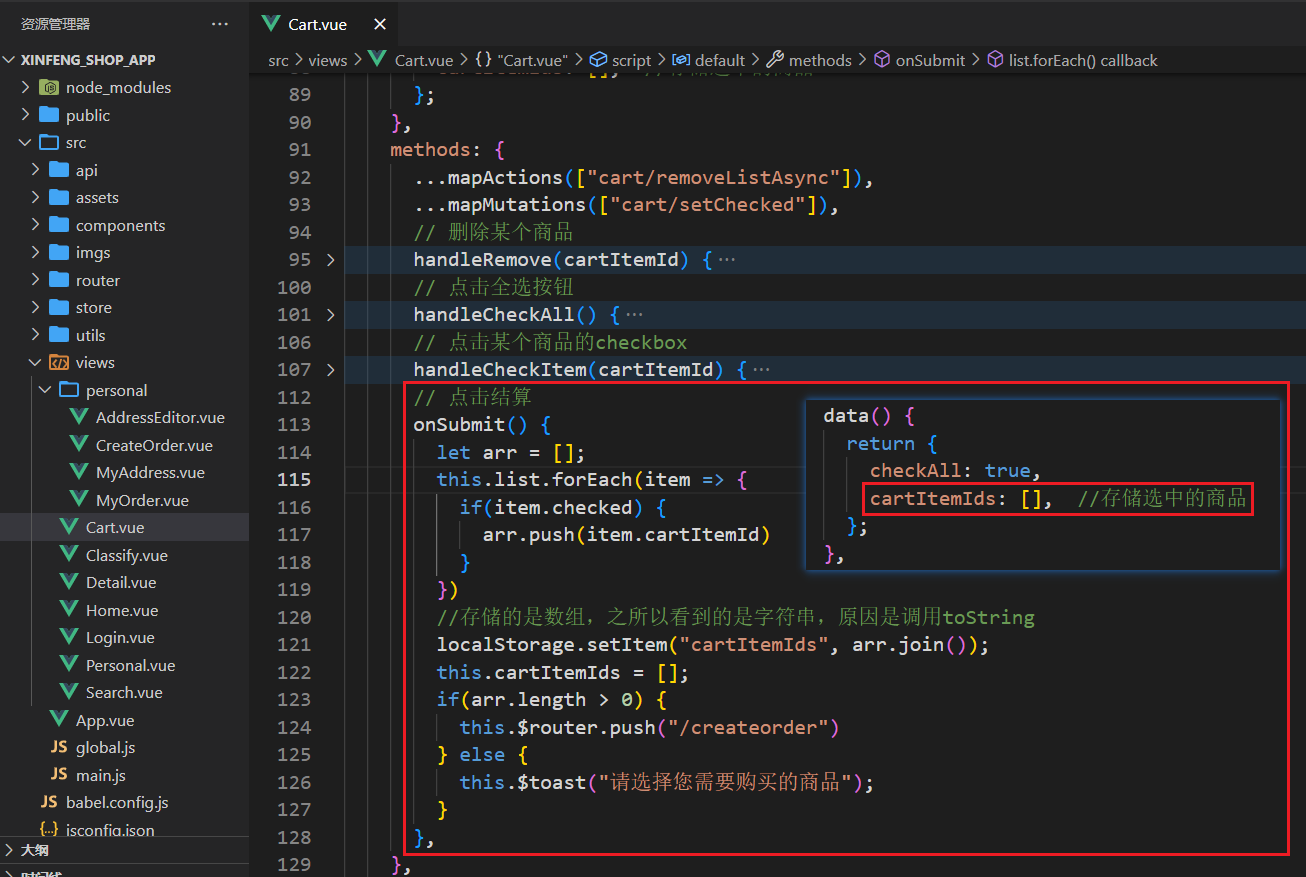 资源管理器
XINFENG_SHOP_APP
node_modules
public
src
api
assets
components
imgs
router
store
utils
views
personal
AddressEditor.vue
CreateOrder.vue
MyAddress.vue
MyOrder.vue
Cart.vue
Classify.vue
Detail.vue
Home.vue
Login.vue
Personal.vue
Search.vue
App.vue
JS global.js
JS main.js
JS babel.config.js
{..} jsconfig.json
大纲
时间线
Cart.vue
src > views > Cart.vue > {} "Cart.vue" > script > default > methods > onSubmit > list.forEach() callback
89 };
90 },
91 methods: {
92 ...mapActions(["cart/removeListAsync"]),
93 ...mapMutations(["cart/setChecked"]),
94 // 删除某个商品
95 > handleRemove(cartItemId) {···
100 // 点击全选按钮
101 > handleCheckAll() {···
106 // 点击某个商品的checkbox
107 > handleCheckItem(cartItemId) {···
112 // 点击结算
113 onSubmit() {
114 let arr = [];
115 this.list.forEach(item => {
116 if(item.checked) {
117 arr.push(item.cartItemId)
118 }
119 })
120 //存储的是数组，之所以看到的是字符串，原因是调用toString
121 localStorage.setItem("cartItemIds", arr.join());
122 this.cartItemIds = [];
123 if(arr.length > 0) {
124 this.$router.push("/createorder")
125 } else {
126 this.$toast("请选择您需要购买的商品");
127 }
128 },
129 },
data() {
return {
checkAll: true,
cartItemIds: [], //存储选中的商品
};
},